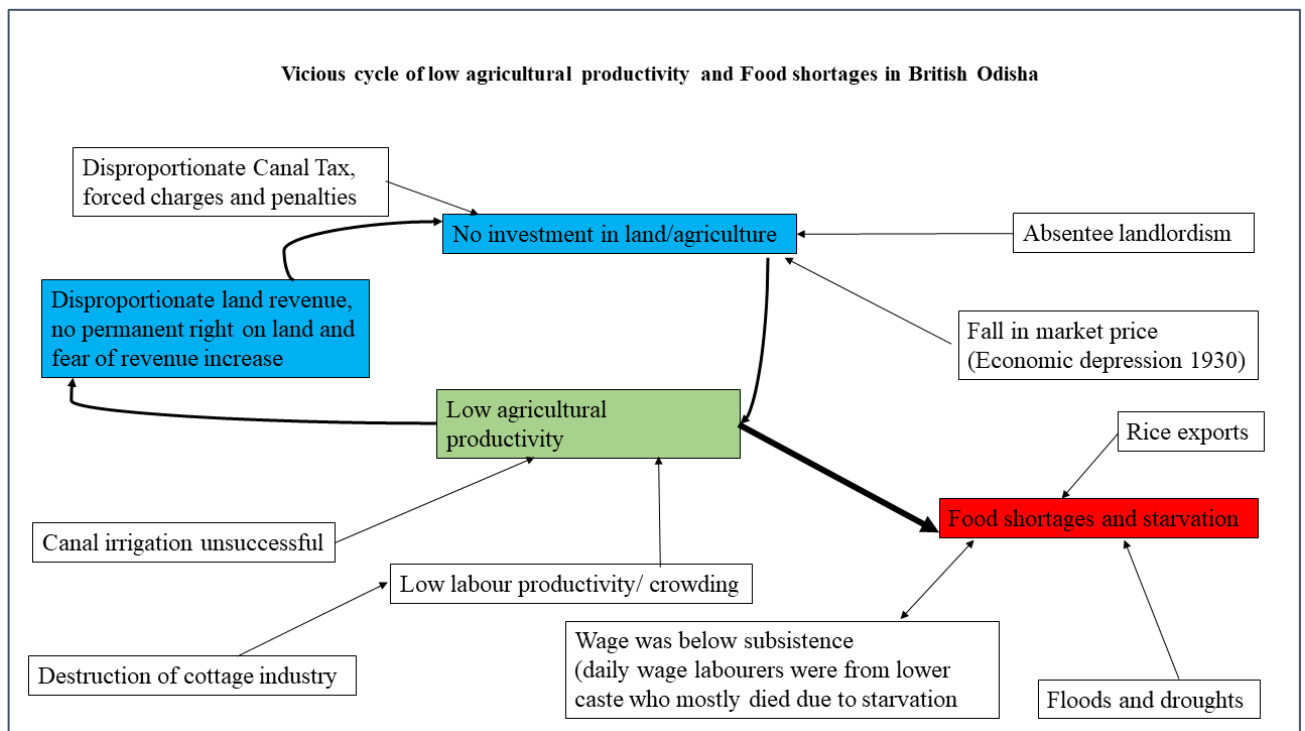 Vicious cycle of low agricultural productivity and Food shortages in British Odisha
Disproportionate Canal Tax,
forced charges and penalties
No investment in land/agriculture
Absentee landlordism
Disproportionate land revenue,
no permanent right on land and
fear of revenue increase
Fall in market price
(Economic depression 1930)
Low agricultural
productivity
Rice exports
Food shortages and starvation
Canal irrigation unsuccessful
Low labour productivity/ crowding
Wage was below subsistence
(daily wage labourers were from lower
caste who mostly died due to starvation
Destruction of cottage industry
Floods and droughts